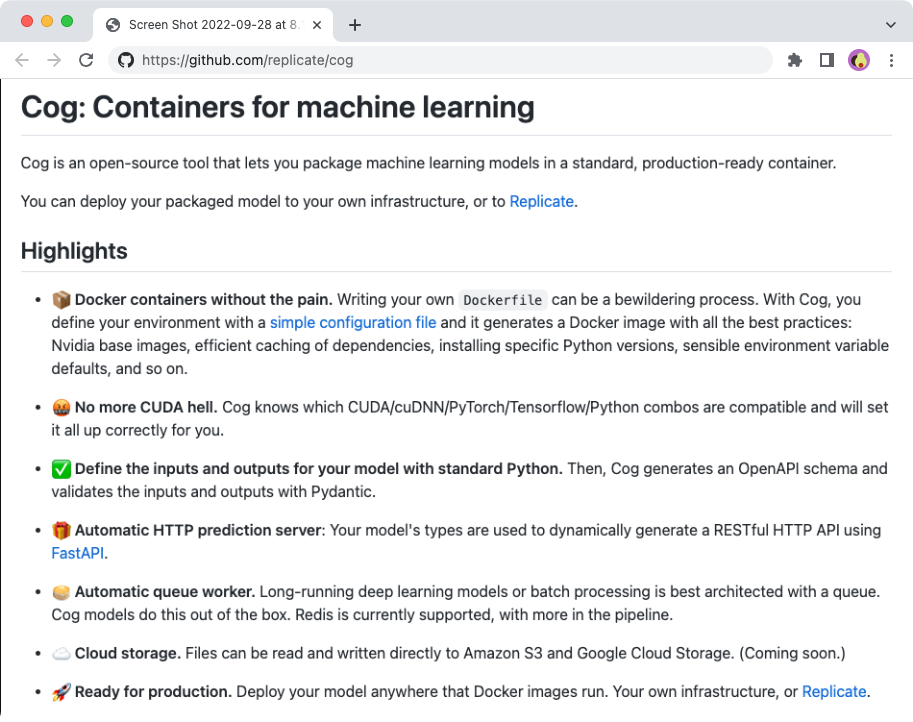 Screen Shot 2022-09-28 at 8.
https://github.com/replicate/cog
Cog: Containers for machine learning
Cog is an open-source tool that lets you package machine learning models in a standard, production-ready container.
You can deploy your packaged model to your own infrastructure, or to Replicate.
Highlights
• 📦 Docker containers without the pain. Writing your own Dockerfile can be a bewildering process. With Cog, you
define your environment with a simple configuration file and it generates a Docker image with all the best practices:
Nvidia base images, efficient caching of dependencies, installing specific Python versions, sensible environment variable
defaults, and so on.
• 🤬 No more CUDA hell. Cog knows which CUDA/cuDNN/PyTorch/Tensorflow/Python combos are compatible and will set
it all up correctly for you.
• ✅ Define the inputs and outputs for your model with standard Python. Then, Cog generates an OpenAPI schema and
validates the inputs and outputs with Pydantic.
• 🎁 Automatic HTTP prediction server: Your model's types are used to dynamically generate a RESTful HTTP API using
FastAPI.
• 🥞 Automatic queue worker. Long-running deep learning models or batch processing is best architected with a queue.
Cog models do this out of the box. Redis is currently supported, with more in the pipeline.
• ☁️ Cloud storage. Files can be read and written directly to Amazon S3 and Google Cloud Storage. (Coming soon.)
• 🚀 Ready for production. Deploy your model anywhere that Docker images run. Your own infrastructure, or Replicate.